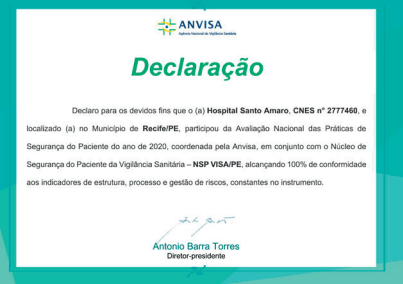 ANVISA
Agência Nacional de Vigilância Sanitária
Declaração
Declaro para os devidos fins que o (a) Hospital Santo Amaro, CNES nº 2777460, e
localizado (a) no Município de Recife/PE, participou da Avaliação Nacional das Práticas de
Segurança do Paciente do ano de 2020, coordenada pela Anvisa, em conjunto com o Núcleo de
Segurança do Paciente da Vigilância Sanitária – NSP VISA/PE, alcançando 100% de conformidade
aos indicadores de estrutura, processo e gestão de riscos, constantes no instrumento.
Antonio Barra Torres
Diretor-presidente